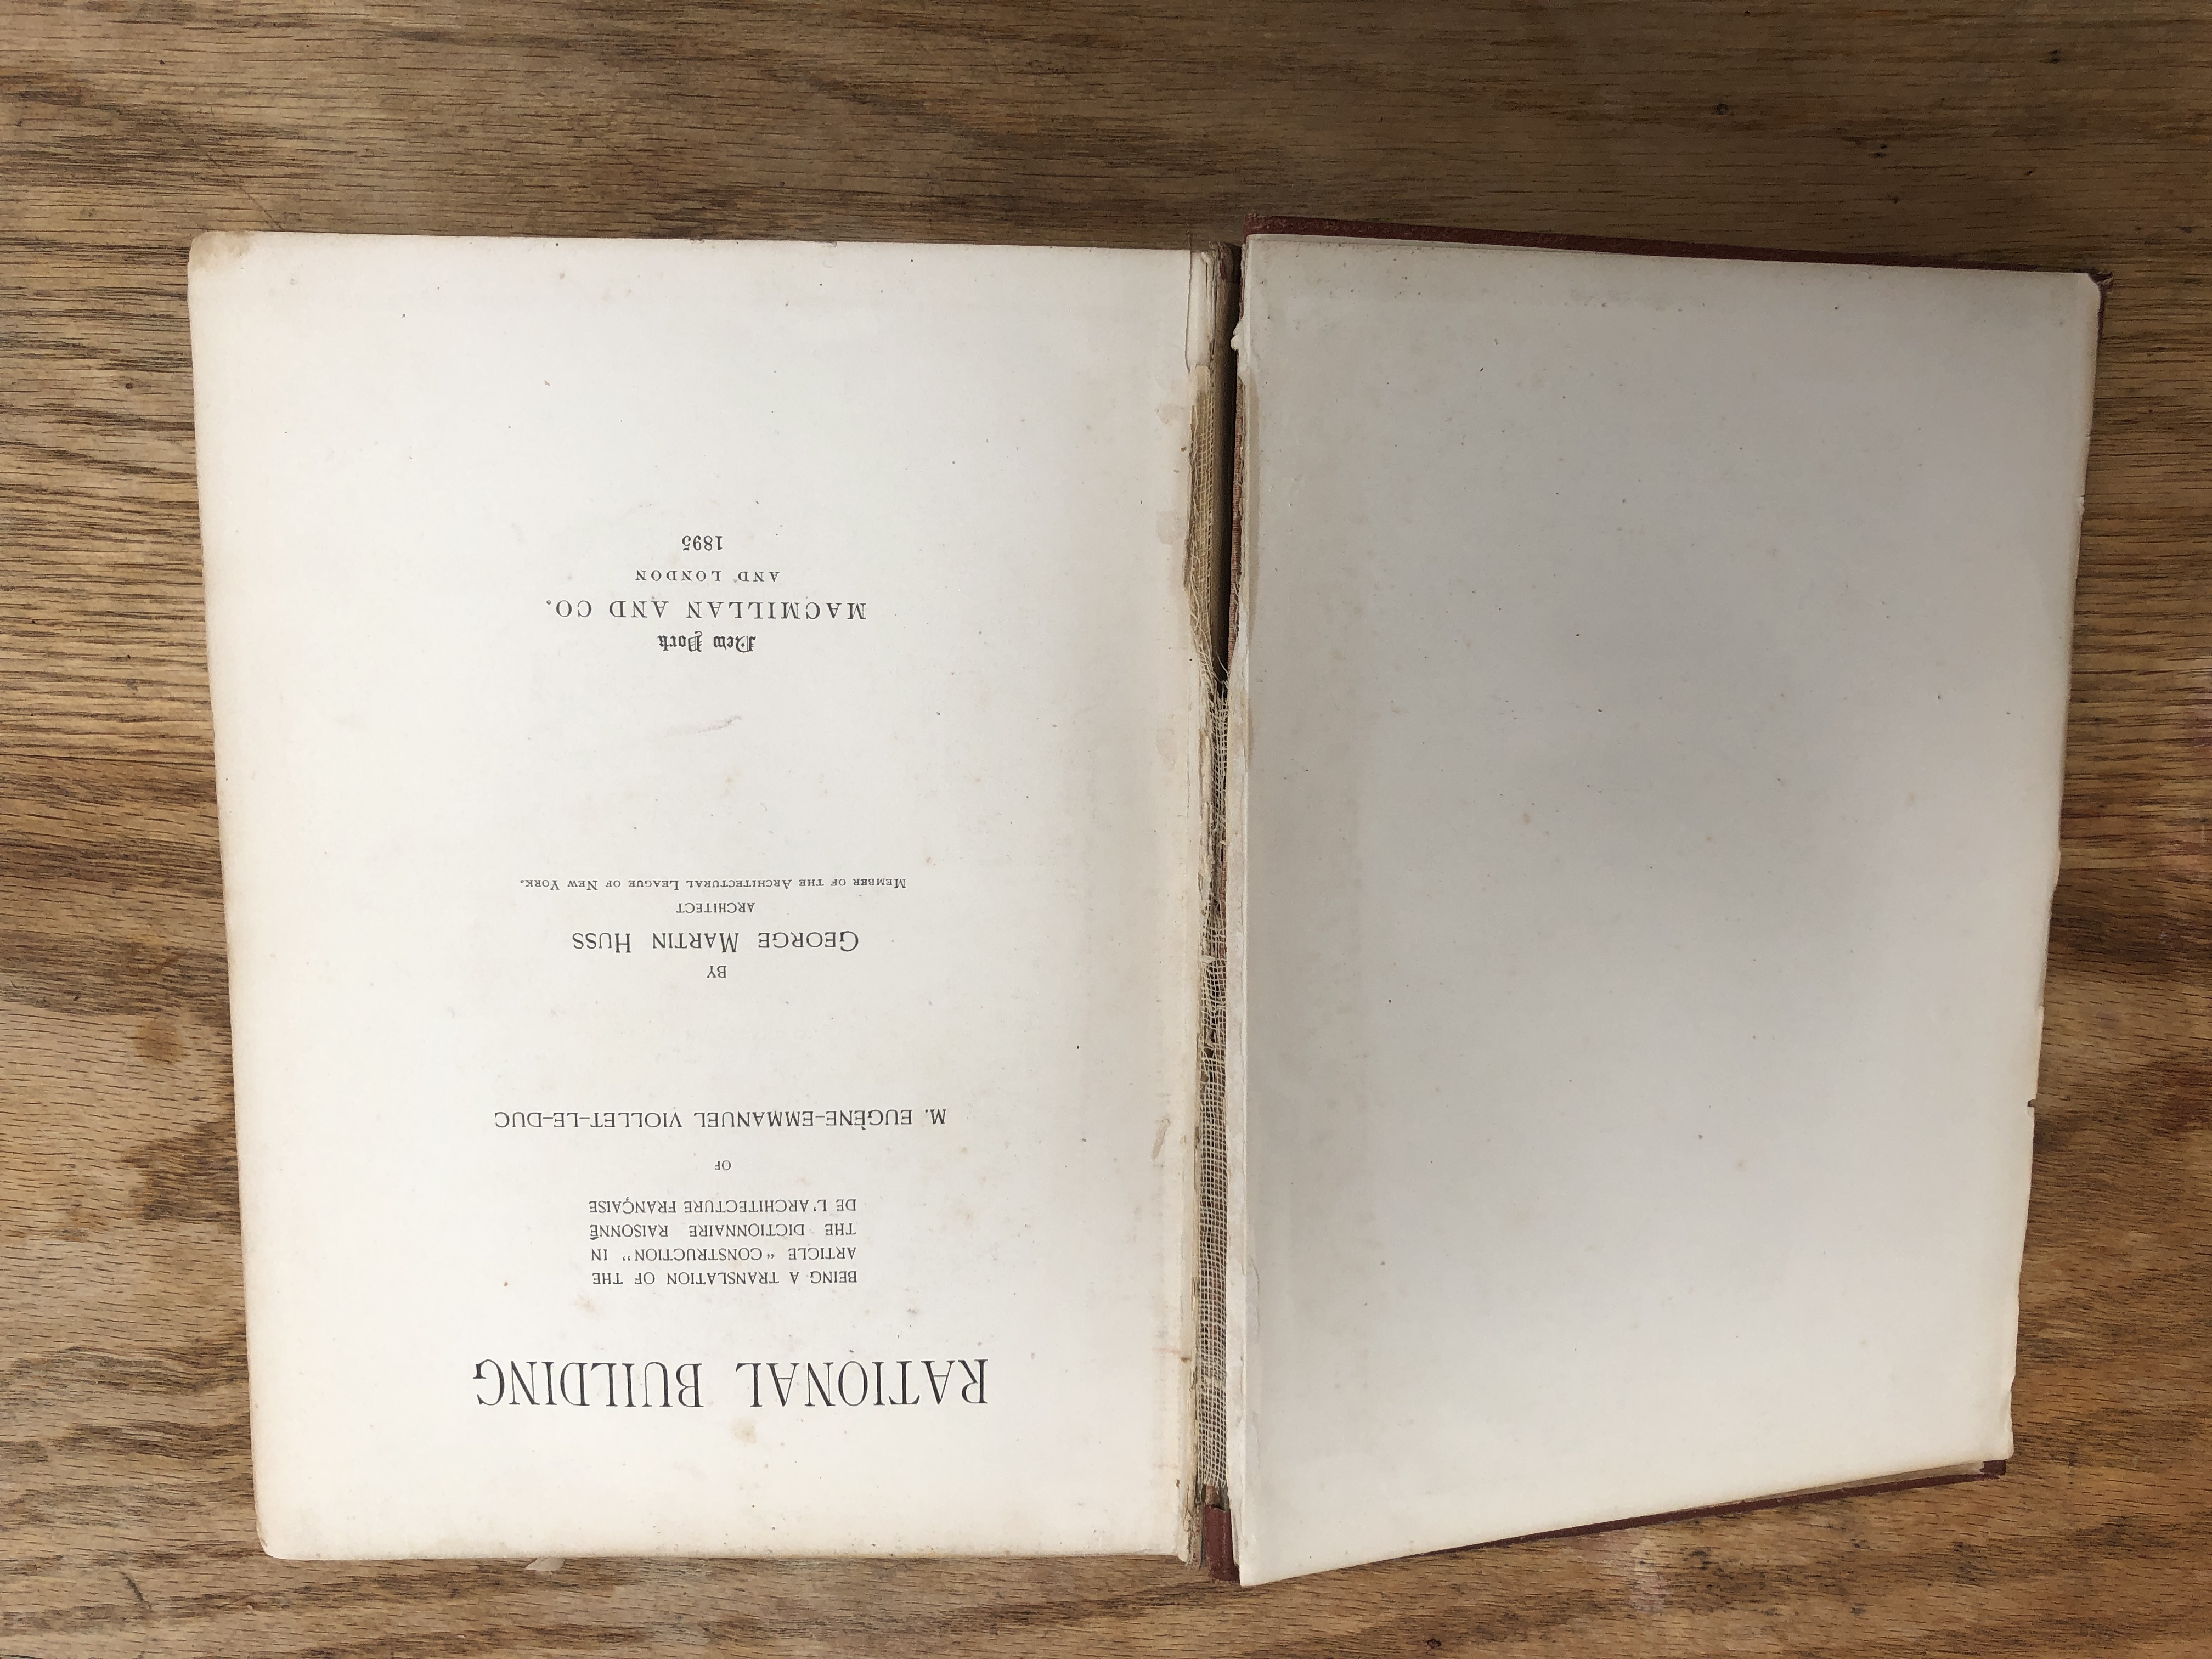 RATIONAL BUILDING
BEING A TRANSLATION OF THE
ARTICLE "CONSTRUCTION" IN
THE DICTIONNAIRE RAISONNÉ
DE L'ARCHITECTURE FRANÇAISE
OF
M. EUGÈNE-EMMANUEL VIOLLET-LE-DUC
BY
GEORGE MARTIN HUSS
ARCHITECT
MEMBER OF THE ARCHITECTURAL LEAGUE OF NEW YORK.
New York
MACMILLAN AND CO.
AND LONDON
1895